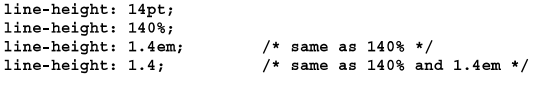 line-height: 14pt;
line-height: 140%;
line-height: 1.4em;        /* same as 140% */
line-height: 1.4;          /* same as 140% and 1.4em */